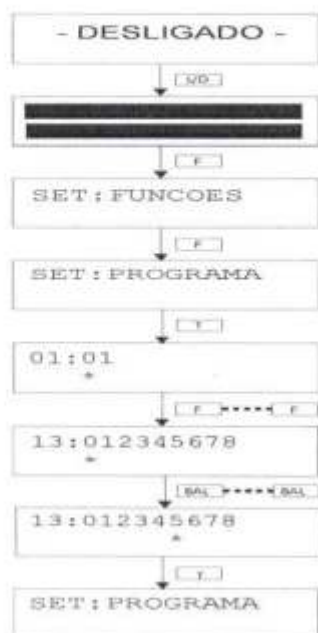 - DESLIGADO -
L/D
F
SET:FUNCOES
F
SET:PROGRAMA
T
01:01
*
F ----- F
13:012345678
*
BAL ----- BAL
13:012345678
*
T
SET:PROGRAMA